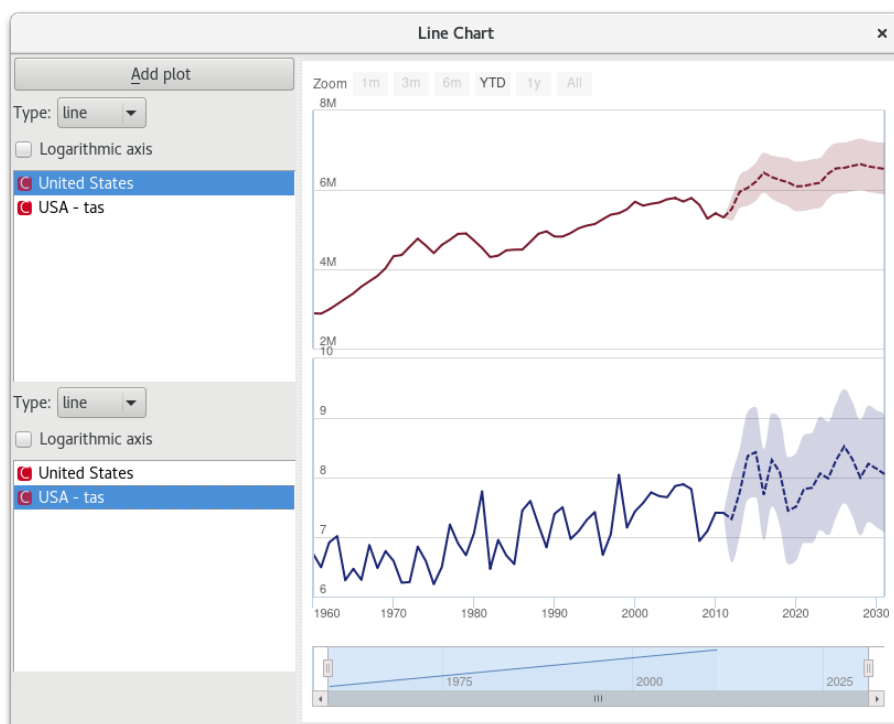 Line Chart
Add plot
Type: line
Logarithmic axis
United States
USA - tas
Type: line
Logarithmic axis
United States
USA - tas
Zoom 1m 3m 6m YTD 1y All
8M
6M
4M
2M
10
9
8
7
6
1960 1970 1980 1990 2000 2010 2020 2030
1975 2000 2025